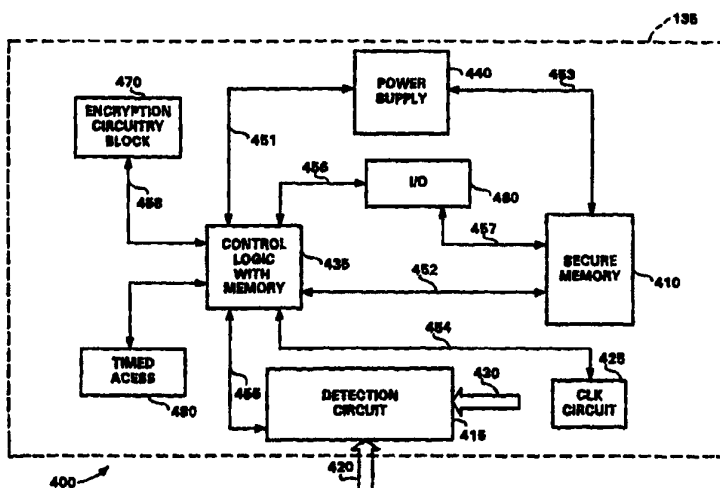 135
470
ENCRYPTION
CIRCUITRY
BLOCK
POWER
SUPPLY
440
453
451
458
456
I/O
460
457
CONTROL
LOGIC
WITH
MEMORY
435
452
SECURE
MEMORY
410
454
TIMED
ACESS
480
455
DETECTION
CIRCUIT
430
415
425
CLK
CIRCUIT
420
400